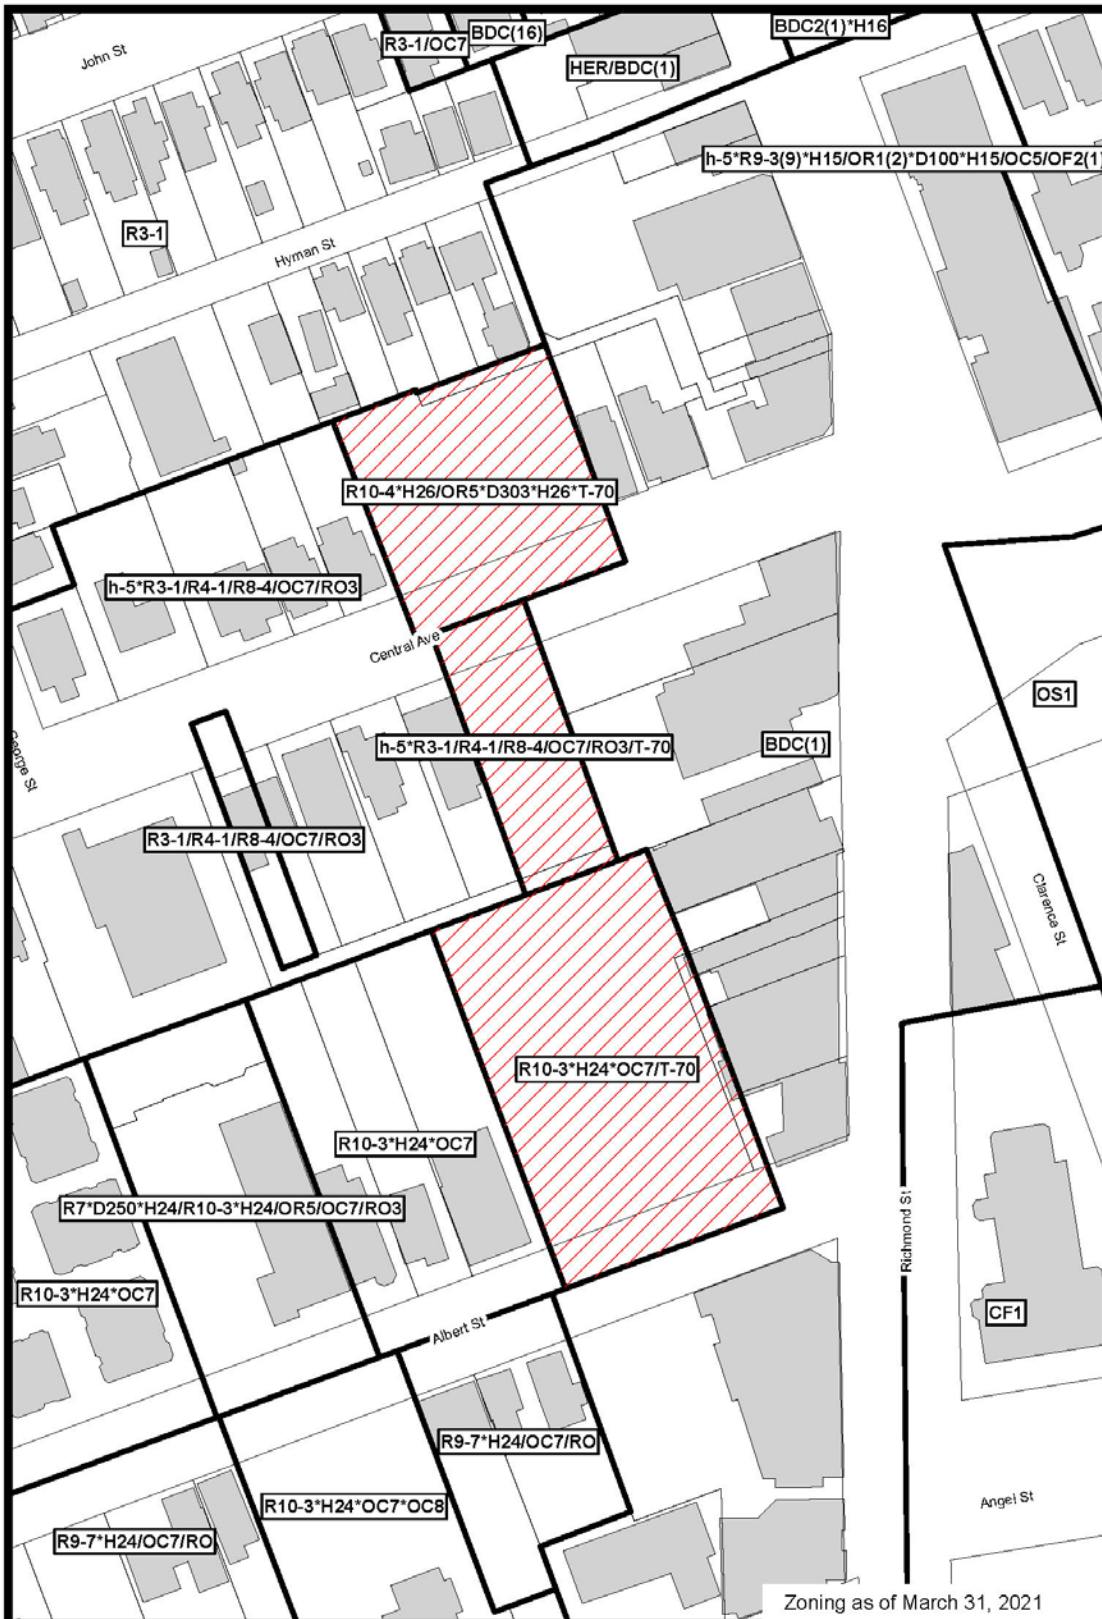 R3-1/OC7
BDC(16)
BDC2(1)*H16
John St
HER/BDC(1)
h-5*R9-3(9)*H15/OR1(2)*D100*H15/OC5/OF2(1)
R3-1
Hyman St
R10-4*H26/OR5*D303*H26*T-70
h-5*R3-1/R4-1/R8-4/OC7/RO3
Central Ave
OS1
George St
h-5*R3-1/R4-1/R8-4/OC7/RO3/T-70
BDC(1)
R3-1/R4-1/R8-4/OC7/RO3
Clarence St
R10-3*H24*OC7/T-70
R10-3*H24*OC7
R7*D250*H24/R10-3*H24/OR5/OC7/RO3
Richmond St
R10-3*H24*OC7
CF1
Albert St
R9-7*H24/OC7/RO
R10-3*H24*OC7*OC8
Angel St
R9-7*H24/OC7/RO
Zoning as of March 31, 2021